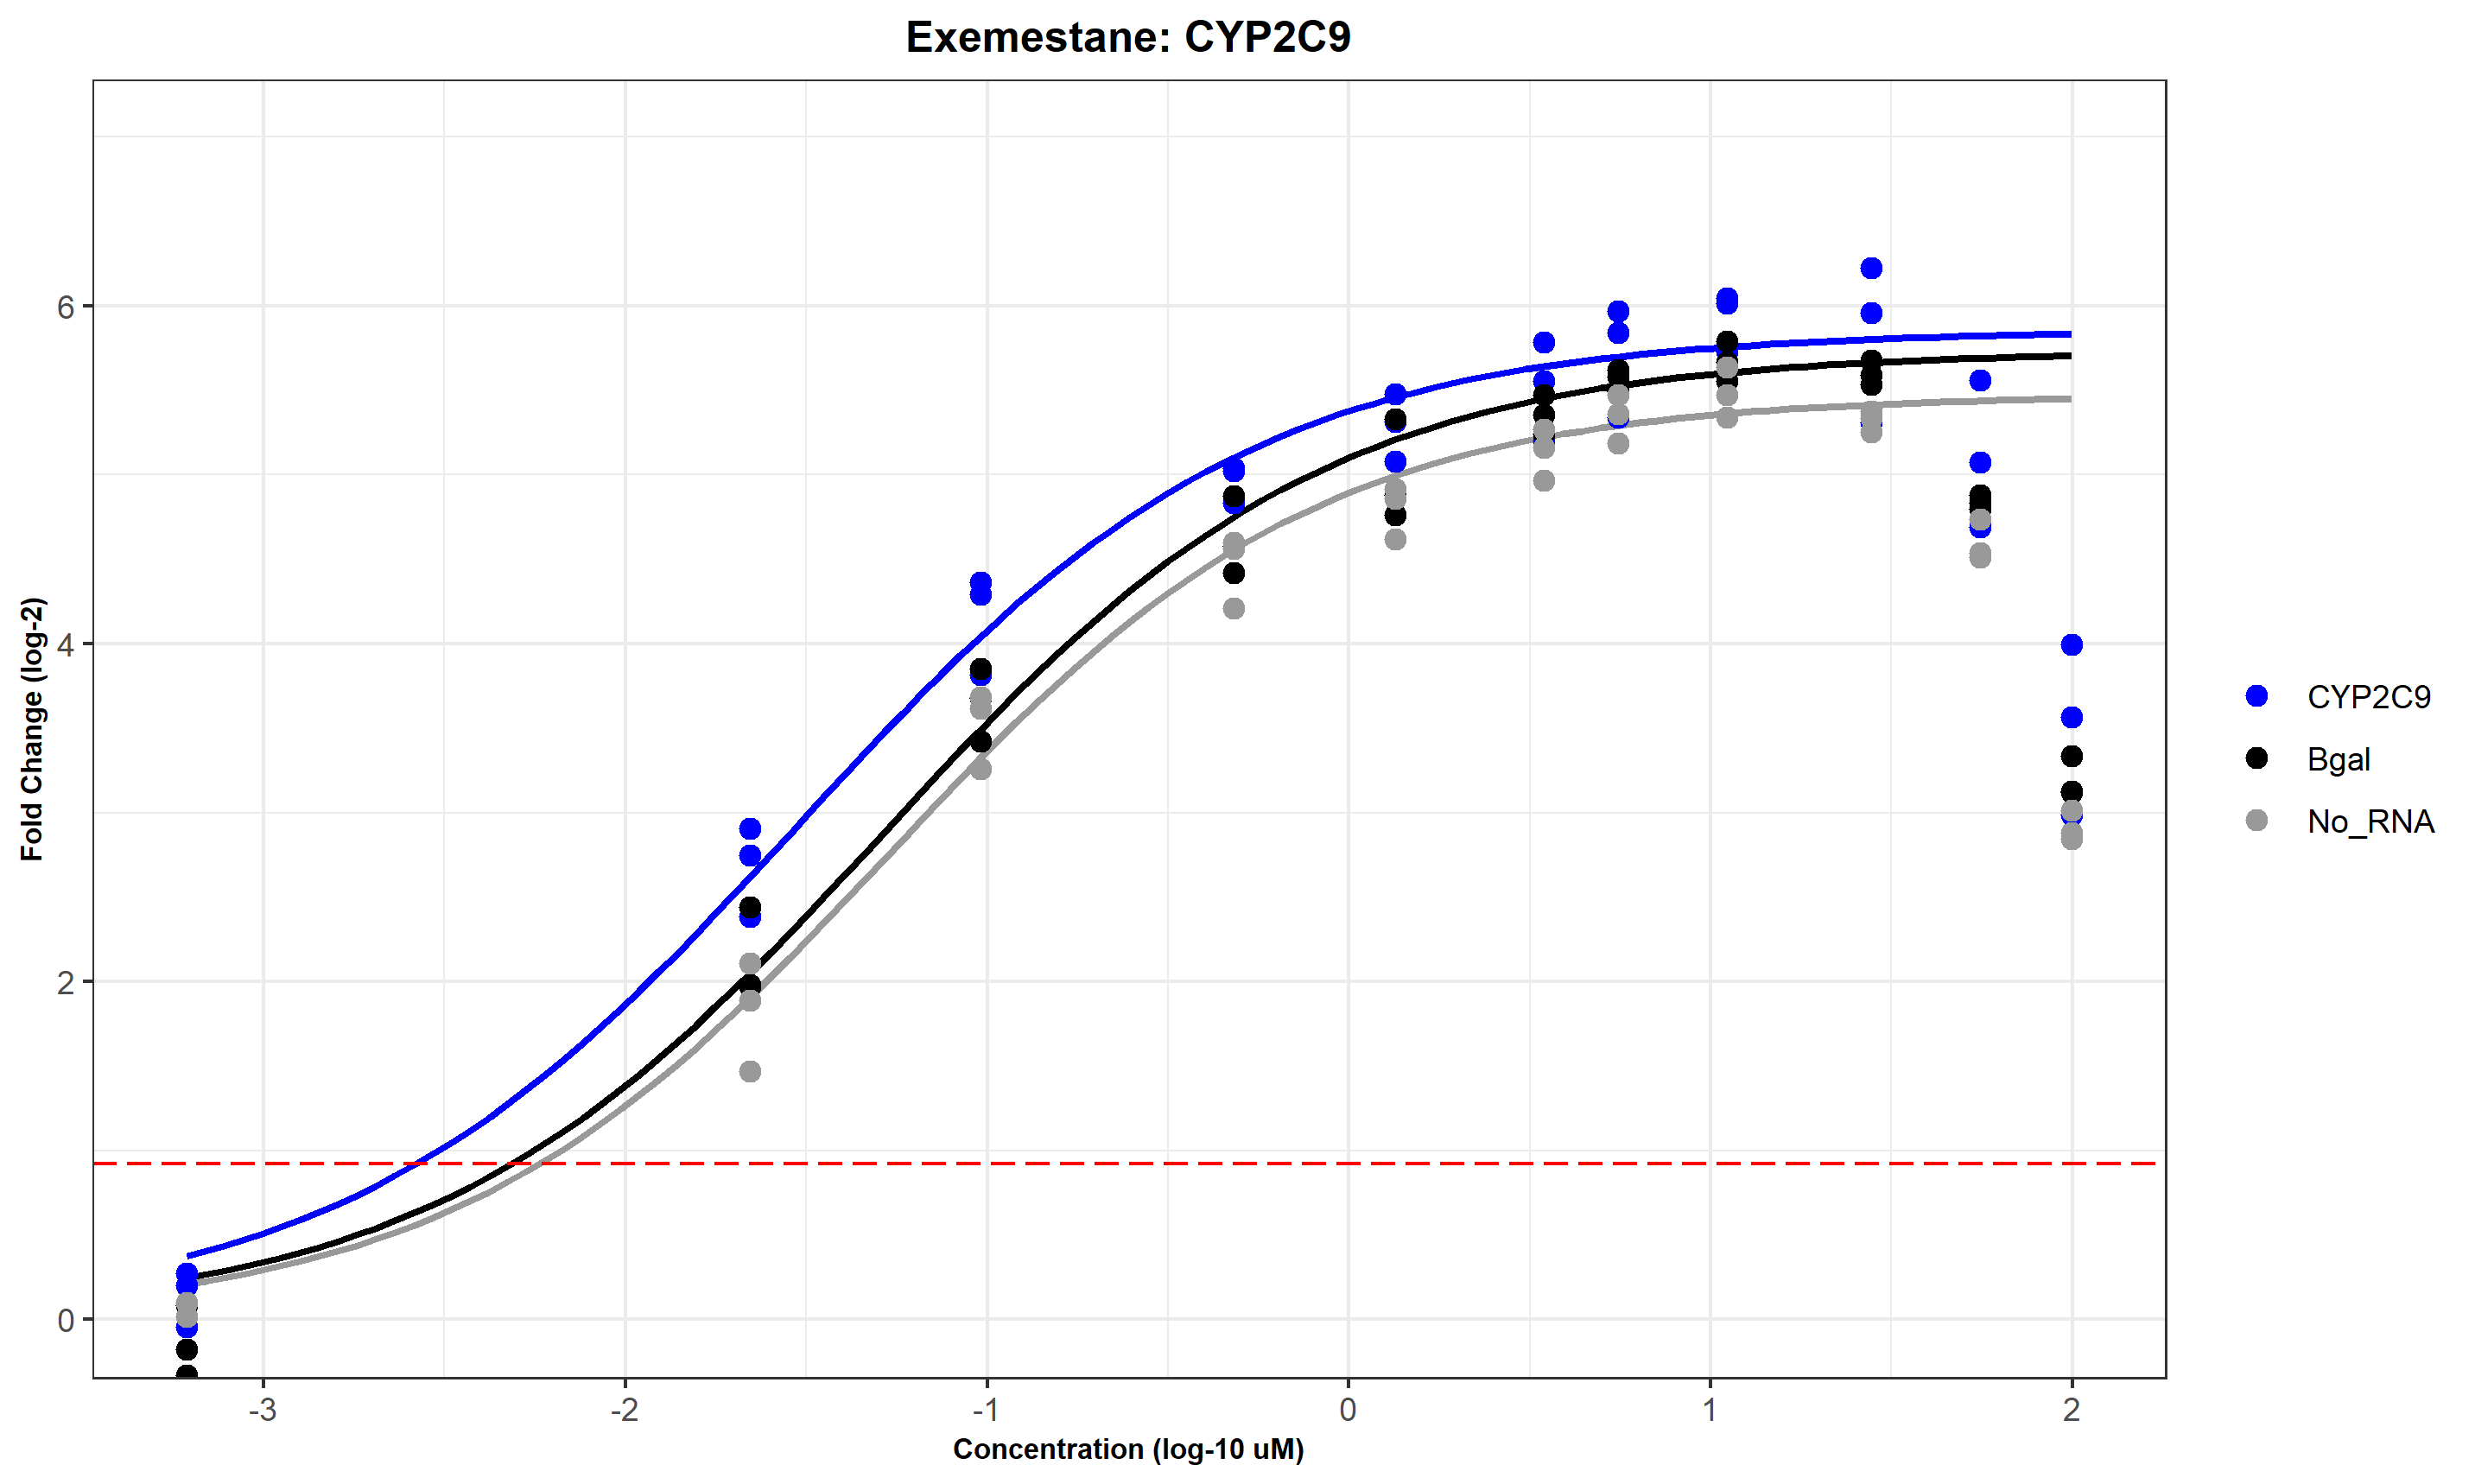 Exemestane: CYP2C9
Fold Change (log-2)
6
4
2
0
-3
-2
-1
0
1
2
Concentration (log-10 uM)
CYP2C9
Bgal
No_RNA